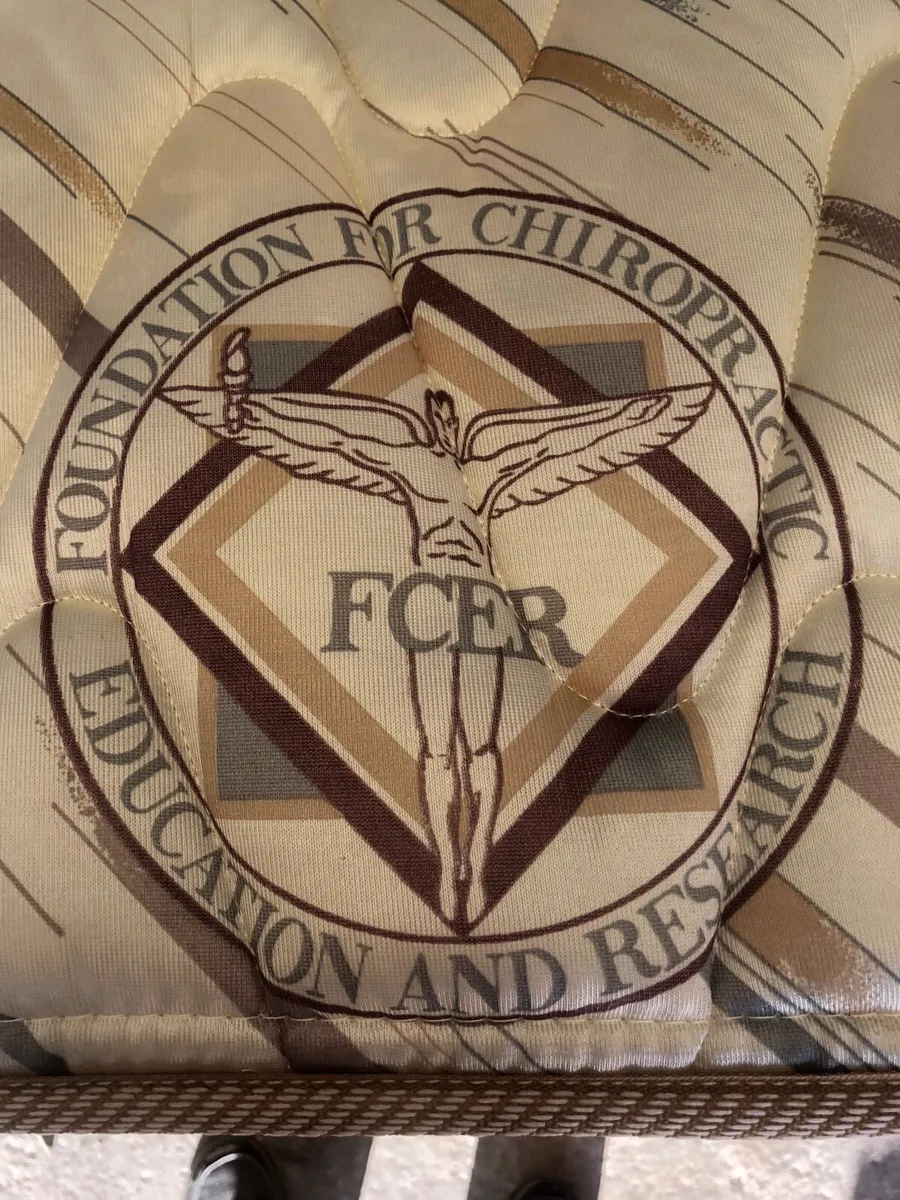 FOUNDATION FOR CHIROPRACTIC
FCER
EDUCATION AND RESEARCH